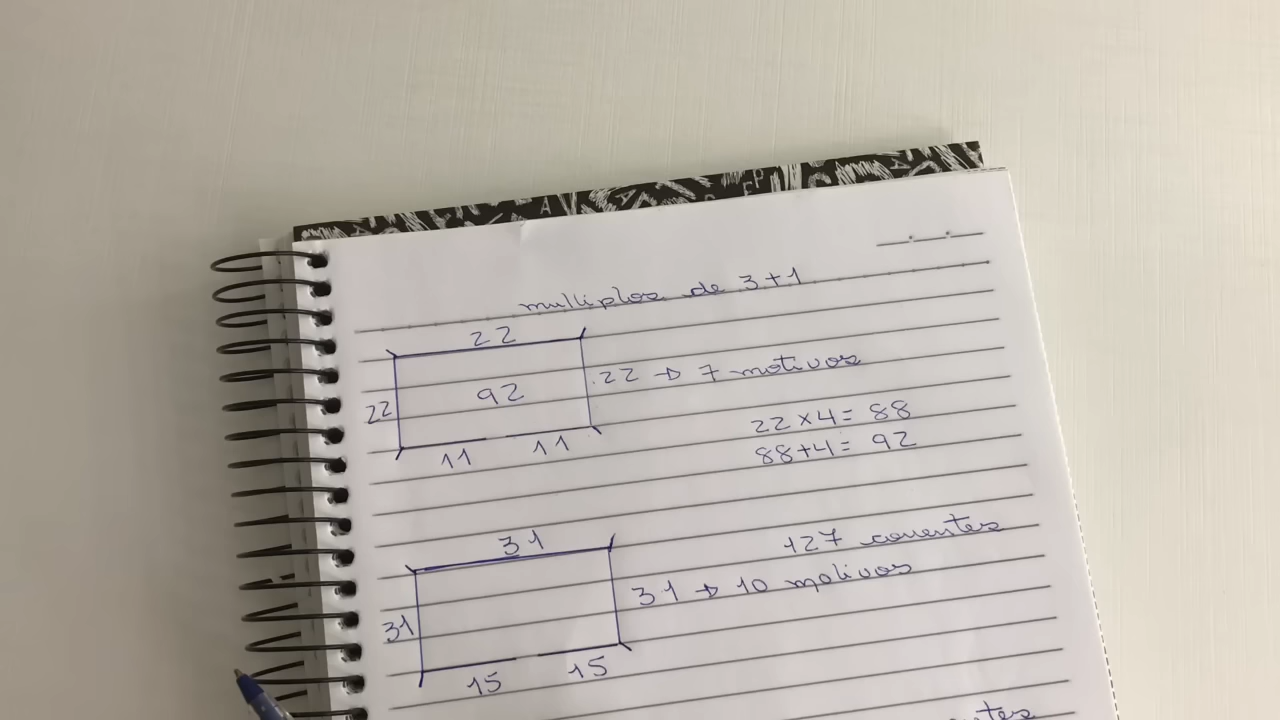 multiplos de 3+1
22
22 → 7 motivos
92
22
22 x 4 = 88
88+4 = 92
11 11
31
127 correntes
31 → 10 motivos
31
15 15